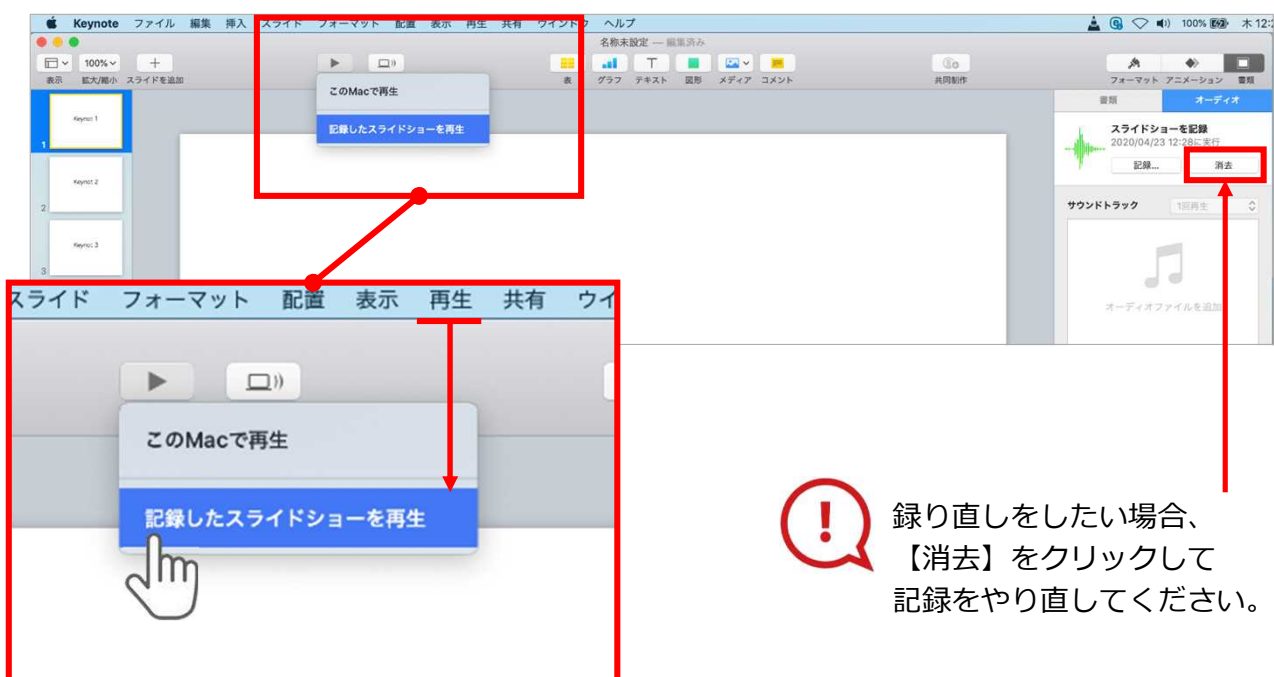 Keynote ファイル 編集 挿入 スライド フォーマット 配置 表示 再生 共有 ウインドウ ヘルプ 100% 木12:2
名称未設定 — 編集済み
100%
表示 拡大/縮小 スライドを追加 表 グラフ テキスト 図形 メディア コメント 共同制作 フォーマット アニメーション 書類
このMacで再生
記録したスライドショーを再生
Keynot 1
1
Keynot 2
2
Keynot 3
3
書類 オーディオ
スライドショーを記録
2020/04/23 12:28に実行
記録... 消去
サウンドトラック 1回再生
オーディオファイルを追加
スライド フォーマット 配置 表示 再生 共有 ウイ
このMacで再生
記録したスライドショーを再生
録り直しをしたい場合、
【消去】をクリックして
記録をやり直してください。